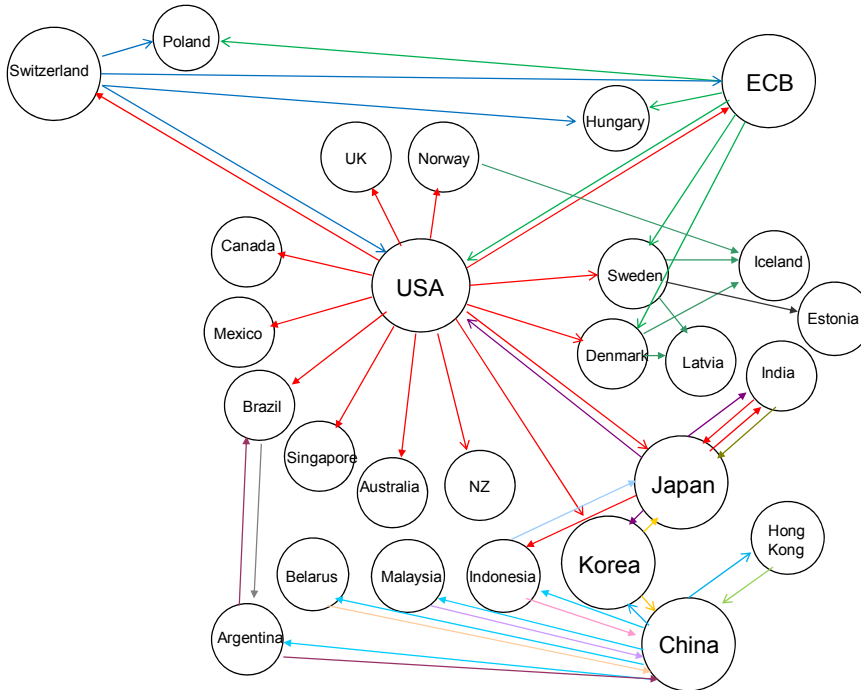 Poland
Switzerland
ECB
Hungary
UK
Norway
Canada
USA
Sweden
Iceland
Mexico
Estonia
Denmark
Latvia
India
Brazil
Singapore
Australia
NZ
Japan
Hong
Kong
Korea
Belarus
Malaysia
Indonesia
Argentina
China